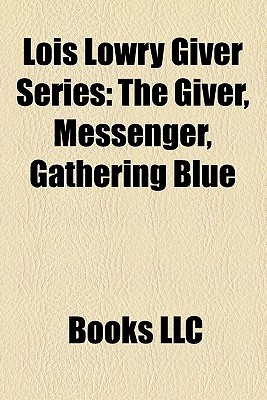 Lois Lowry Giver
Series: The Giver,
Messenger,
Gathering Blue
Books LLC